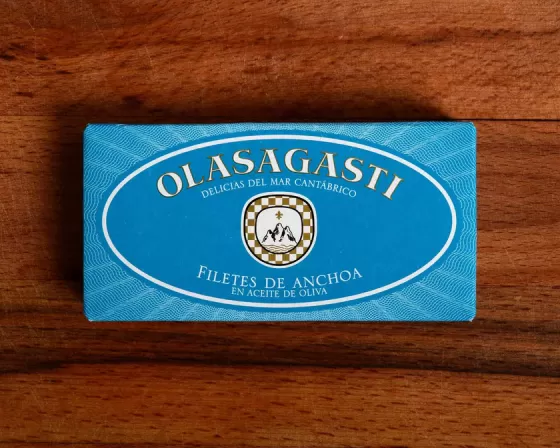 OLASAGASTI
DELICIAS DEL MAR CANTÁBRICO
FILETES DE ANCHOA
EN ACEITE DE OLIVA